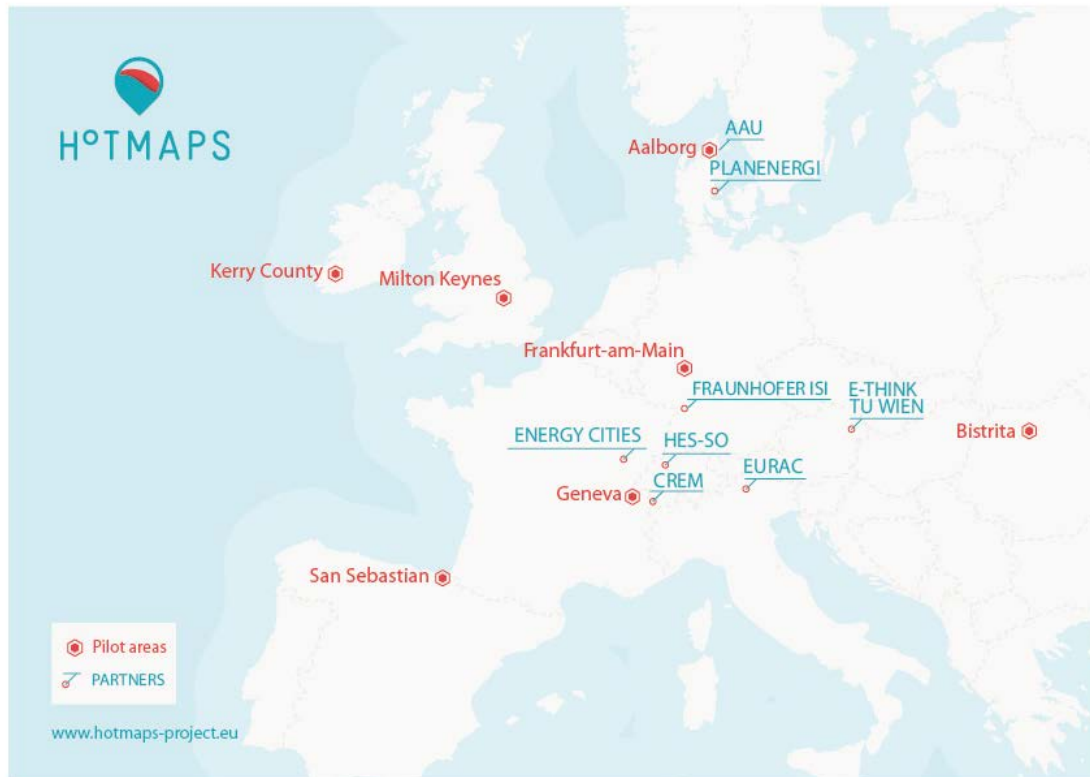 HOTMAPS
AAU
Aalborg
PLANENERGI
Kerry County
Milton Keynes
Frankfurt-am-Main
FRAUNHOFER ISI
E-THINK
TU WIEN
Bistrita
ENERGY CITIES
HES-SO
EURAC
CREM
Geneva
San Sebastian
Pilot areas
PARTNERS
www.hotmaps-project.eu